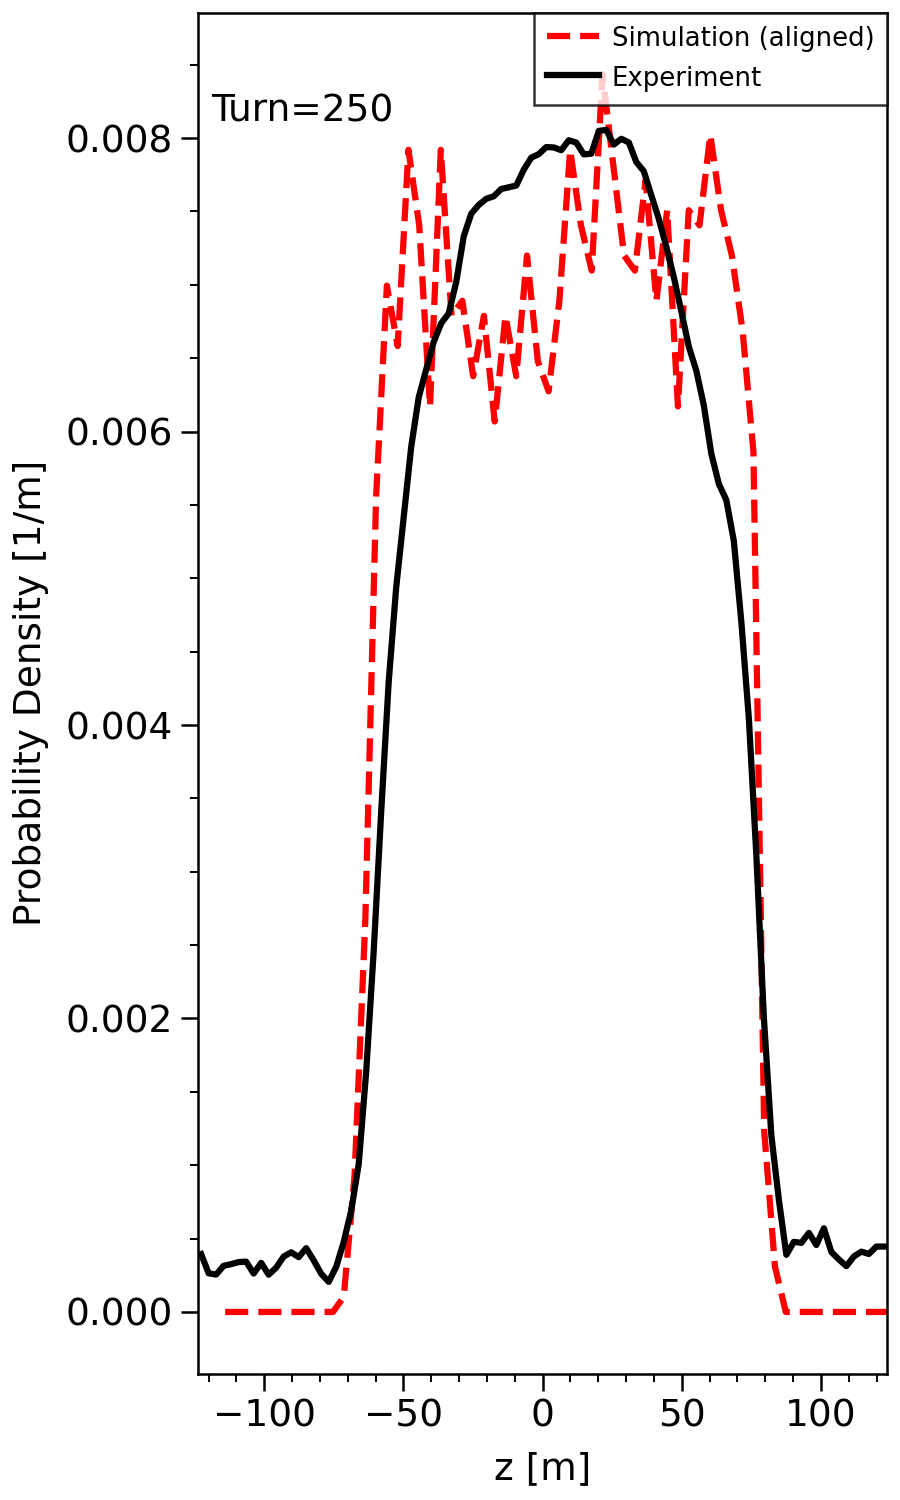 Simulation (aligned)
Experiment
Turn=250
0.008
0.006
0.004
0.002
0.000
Probability Density [1/m]
−100
−50
0
50
100
z [m]